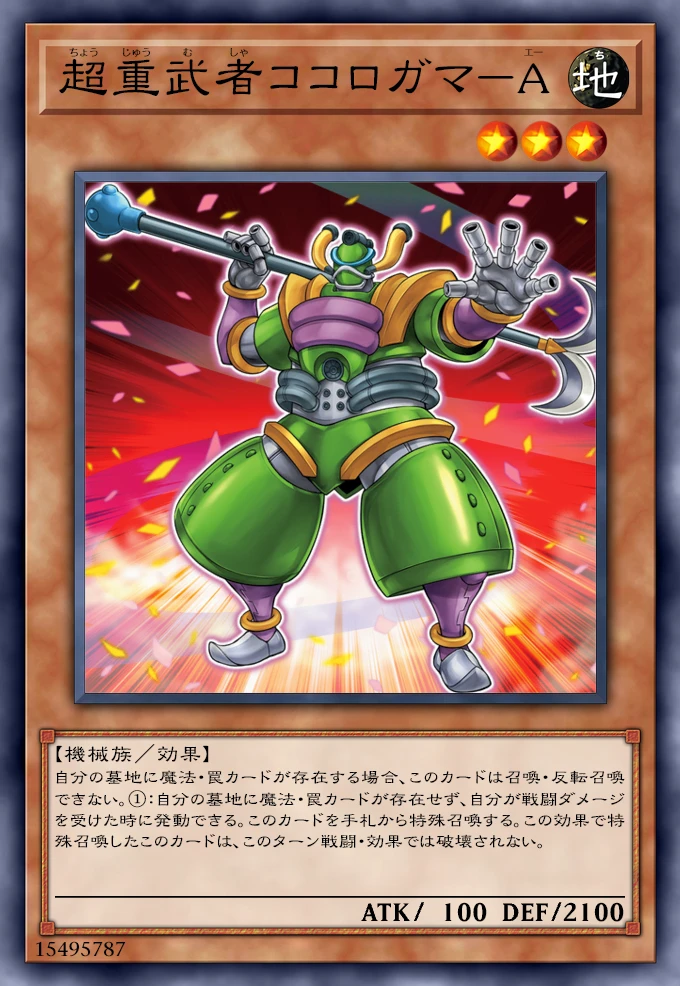 ちょう じゅう む しゃ エー
超重武者ココロガマ－A
ち
地
【機械族／効果】
自分の墓地に魔法・罠カードが存在する場合、このカードは召喚・反転召喚
できない。①：自分の墓地に魔法・罠カードが存在せず、自分が戦闘ダメージ
を受けた時に発動できる。このカードを手札から特殊召喚する。この効果で特
殊召喚したこのカードは、このターン戦闘・効果では破壊されない。
ATK/ 100 DEF/2100
15495787